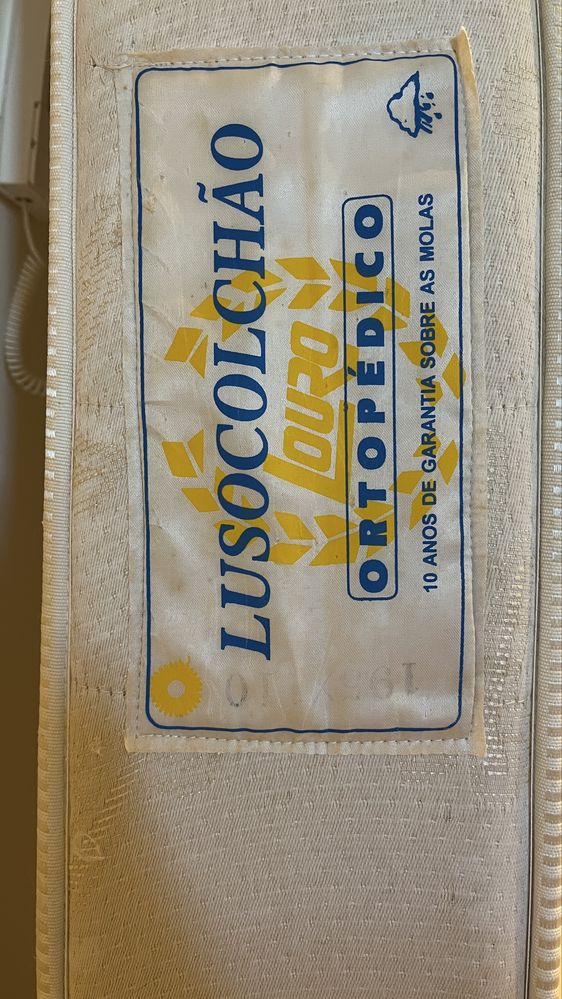 LUSOCOLCHÃO
LOURO
ORTOPÉDICO
10 ANOS DE GARANTIA SOBRE AS MOLAS